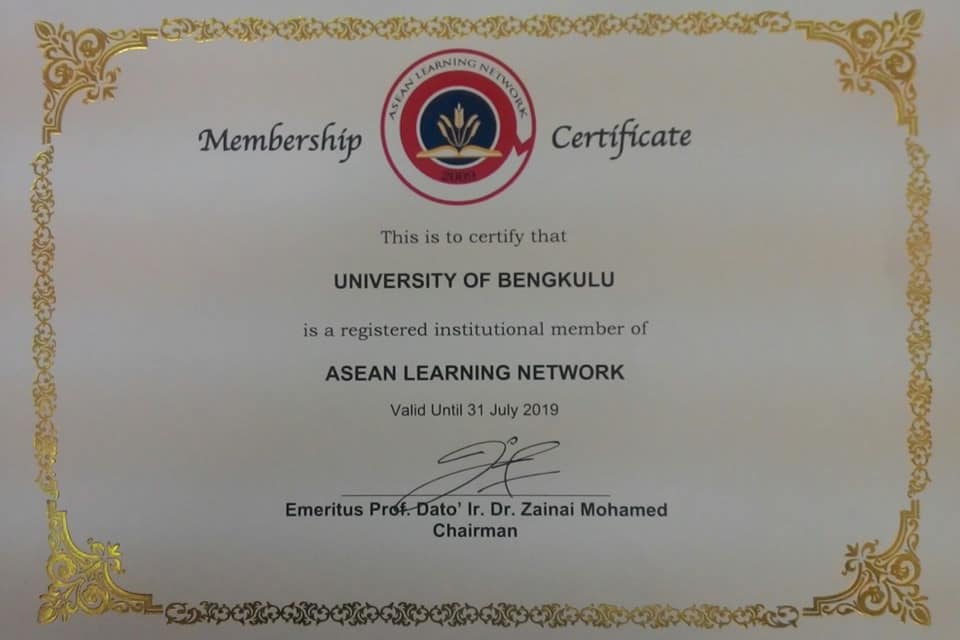 ASEAN LEARNING NETWORK
2009
Membership Certificate
This is to certify that
UNIVERSITY OF BENGKULU
is a registered institutional member of
ASEAN LEARNING NETWORK
Valid Until 31 July 2019
Emeritus Prof. Dato' Ir. Dr. Zainai Mohamed
Chairman